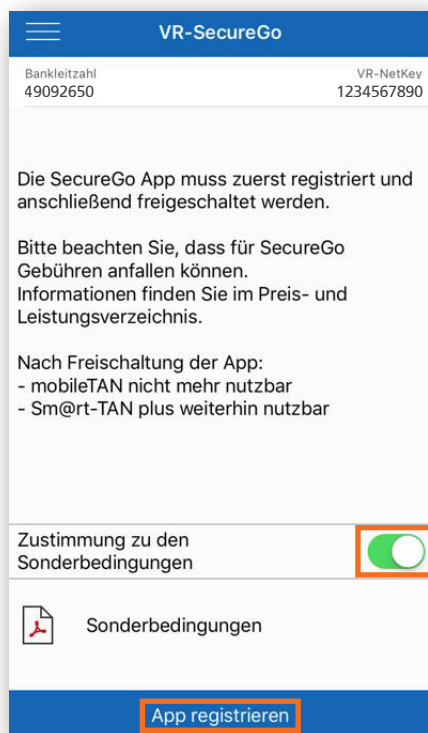 VR-SecureGo
Bankleitzahl VR-NetKey
49092650 1234567890
Die SecureGo App muss zuerst registriert und
anschließend freigeschaltet werden.
Bitte beachten Sie, dass für SecureGo
Gebühren anfallen können.
Informationen finden Sie im Preis- und
Leistungsverzeichnis.
Nach Freischaltung der App:
- mobileTAN nicht mehr nutzbar
- Sm@rt-TAN plus weiterhin nutzbar
Zustimmung zu den
Sonderbedingungen
Sonderbedingungen
App registrieren